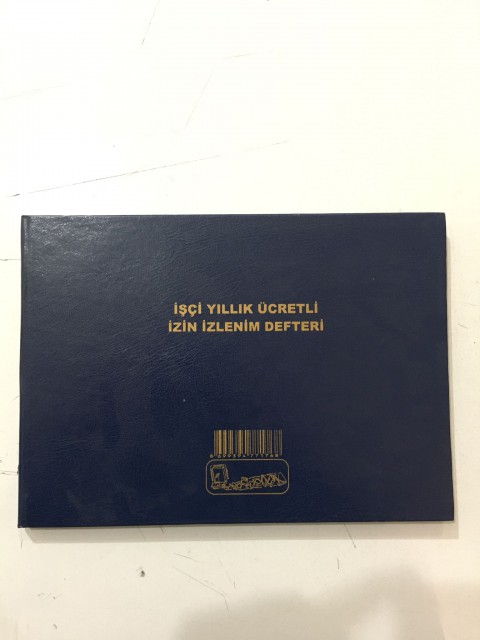 İŞÇİ YILLIK ÜCRETLİ
İZİN İZLENİM DEFTERİ